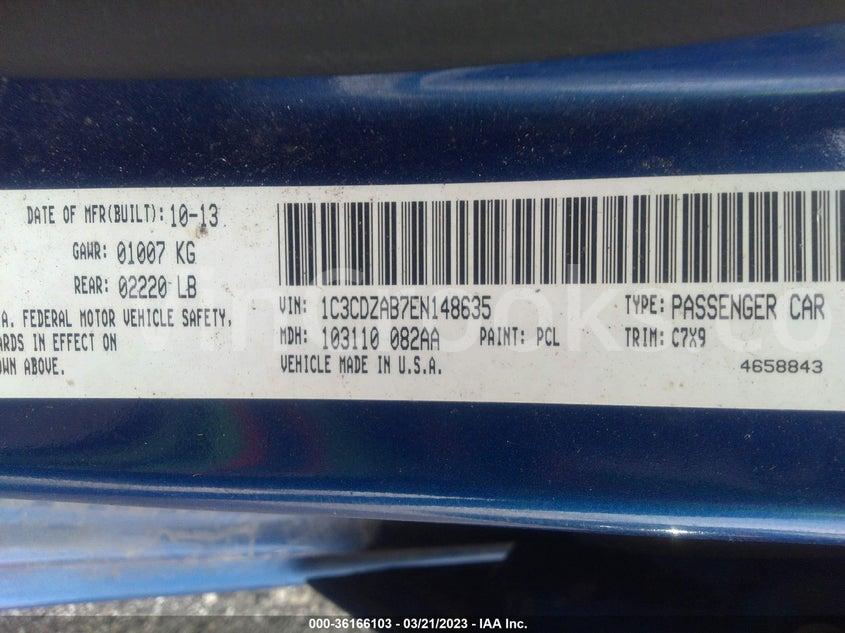 DATE OF MFR(BUILT): 10-13
GAWR: 01007 KG
REAR: 02220 LB
A. FEDERAL MOTOR VEHICLE SAFETY,
ARDS IN EFFECT ON
OWN ABOVE.
VIN: 1C3CDZAB7EN148635 TYPE: PASSENGER CAR
MDH: 103110 082AA PAINT: PCL TRIM: C7X9
VEHICLE MADE IN U.S.A.
4658843
000-36166103 - 03/21/2023 - IAA Inc.